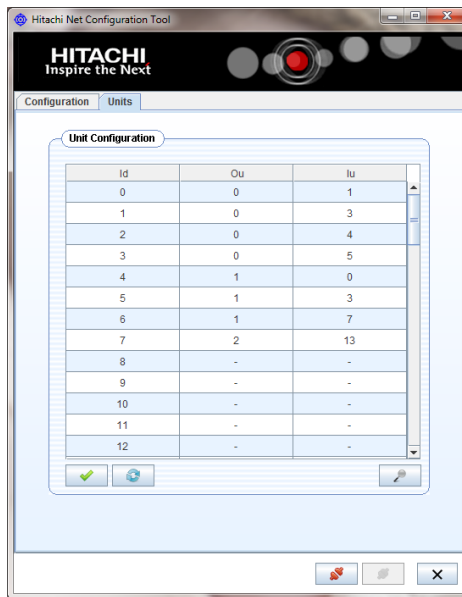 Hitachi Net Configuration Tool
HITACHI
Inspire the Next
Configuration Units
Unit Configuration
Id Ou Iu
0 0 1
1 0 3
2 0 4
3 0 5
4 1 0
5 1 3
6 1 7
7 2 13
8 - -
9 - -
10 - -
11 - -
12 - -